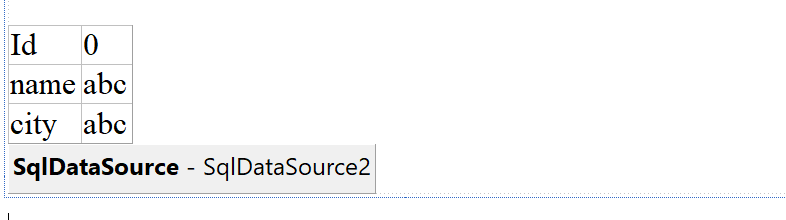 Id 0
name abc
city abc
SqlDataSource - SqlDataSource2